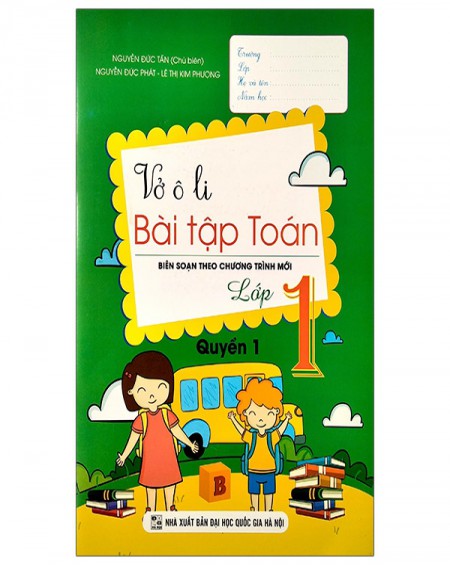 NGUYỄN ĐỨC TẤN (Chủ biên)
NGUYỄN ĐỨC PHÁT - LÊ THỊ KIM PHƯƠNG
Trường
Lớp
Họ và tên
Năm học
Vở ô li
Bài tập Toán
BIÊN SOẠN THEO CHƯƠNG TRÌNH MỚI
Lớp 1
Quyển 1
B
NHÀ XUẤT BẢN ĐẠI HỌC QUỐC GIA HÀ NỘI